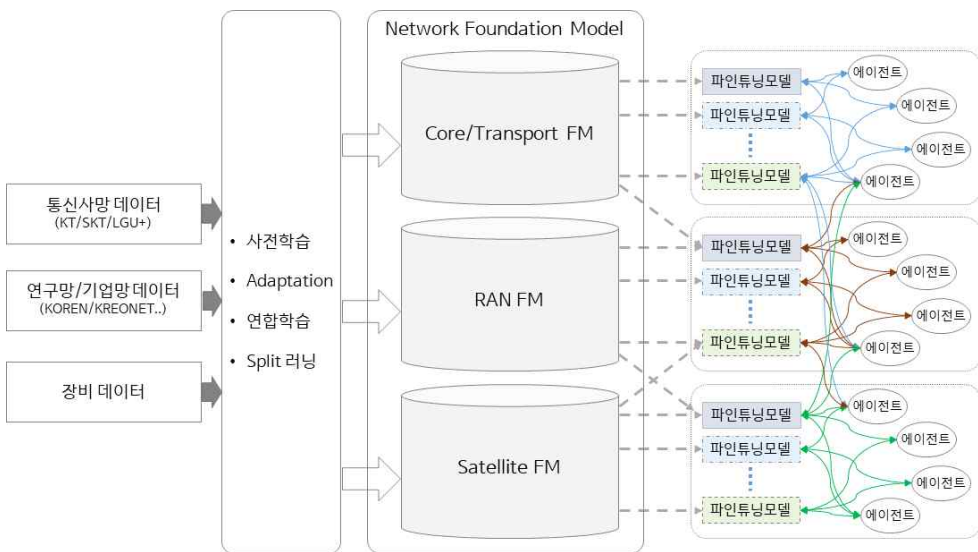 통신사망 데이터
(KT/SKT/LGU+)
연구망/기업망 데이터
(KOREN/KREONET..)
장비 데이터
• 사전학습
• Adaptation
• 연합학습
• Split 러닝
Network Foundation Model
Core/Transport FM
RAN FM
Satellite FM
파인튜닝모델
파인튜닝모델
파인튜닝모델
에이전트
에이전트
에이전트
에이전트
파인튜닝모델
파인튜닝모델
파인튜닝모델
에이전트
에이전트
에이전트
에이전트
파인튜닝모델
파인튜닝모델
파인튜닝모델
에이전트
에이전트
에이전트
에이전트